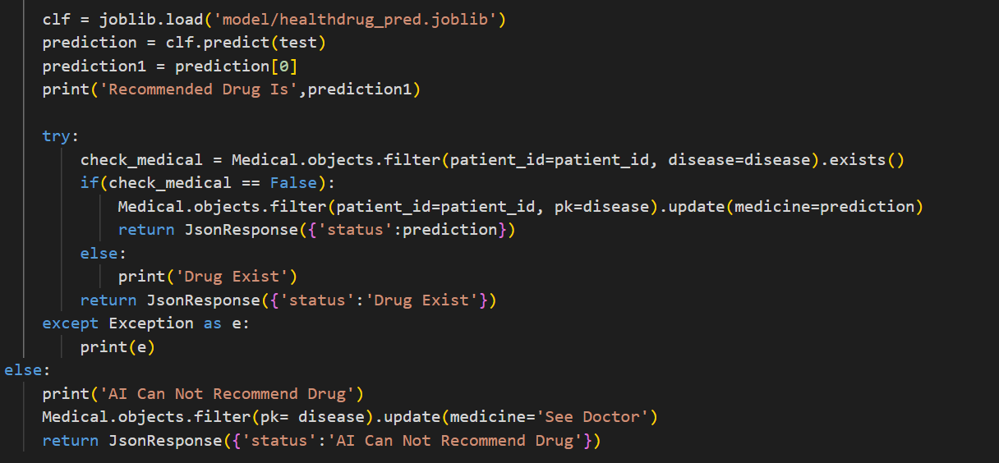 clf = joblib.load('model/healthdrug_pred.joblib')
prediction = clf.predict(test)
prediction1 = prediction[0]
print('Recommended Drug Is',prediction1)
try:
check_medical = Medical.objects.filter(patient_id=patient_id, disease=disease).exists()
if(check_medical == False):
Medical.objects.filter(patient_id=patient_id, pk=disease).update(medicine=prediction)
return JsonResponse({'status':prediction})
else:
print('Drug Exist')
return JsonResponse({'status':'Drug Exist'})
except Exception as e:
print(e)
else:
print('AI Can Not Recommend Drug')
Medical.objects.filter(pk= disease).update(medicine='See Doctor')
return JsonResponse({'status':'AI Can Not Recommend Drug'})